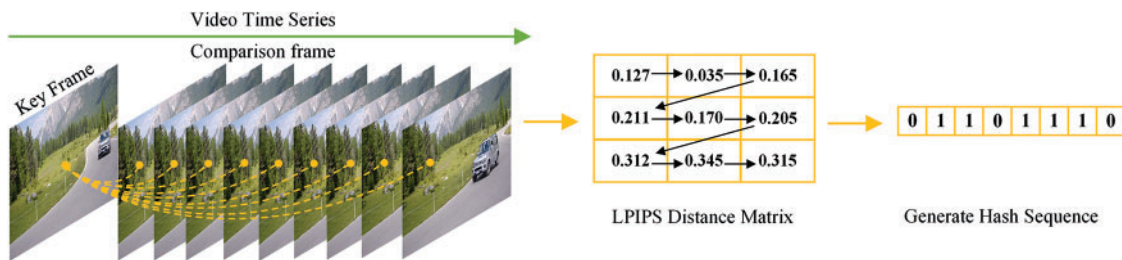 Video Time Series
Comparison frame
Key Frame
0.127 0.035 0.165
0.211 0.170 0.205
0.312 0.345 0.315
0 1 1 0 1 1 1 0
LPIPS Distance Matrix
Generate Hash Sequence